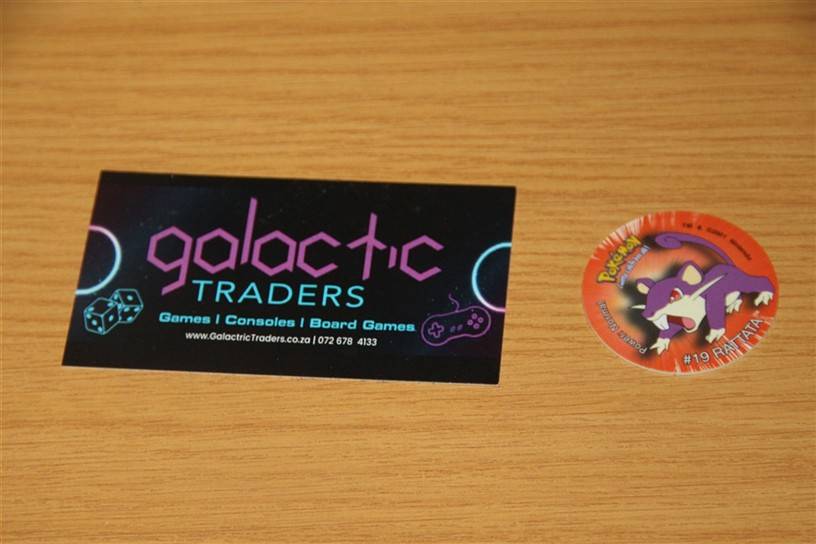 galactic
TRADERS
Games | Consoles | Board Games
www.GalactricTraders.co.za | 072 678 4133
POKéMON
#19 RATTATA